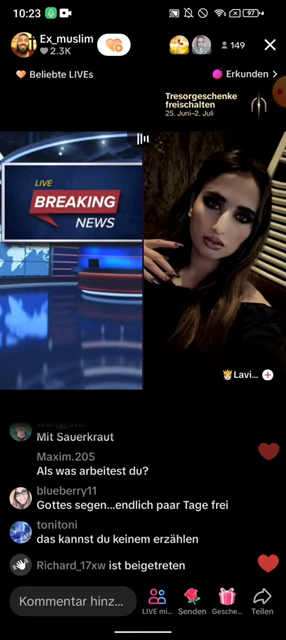 10:23
97
Ex_muslim
2.3K
149
Beliebte LIVEs
Erkunden >
Tresorgeschenke
freischalten
25. Juni–2. Juli
LIVE
BREAKING
NEWS
Lavi...
Mit Sauerkraut
Maxim.205
Als was arbeitest du?
blueberry11
Gottes segen...endlich paar Tage frei
tonitoni
das kannst du keinem erzählen
Richard_17xw ist beigetreten
Kommentar hinz...
LIVE mi...
Senden
Gesche...
Teilen